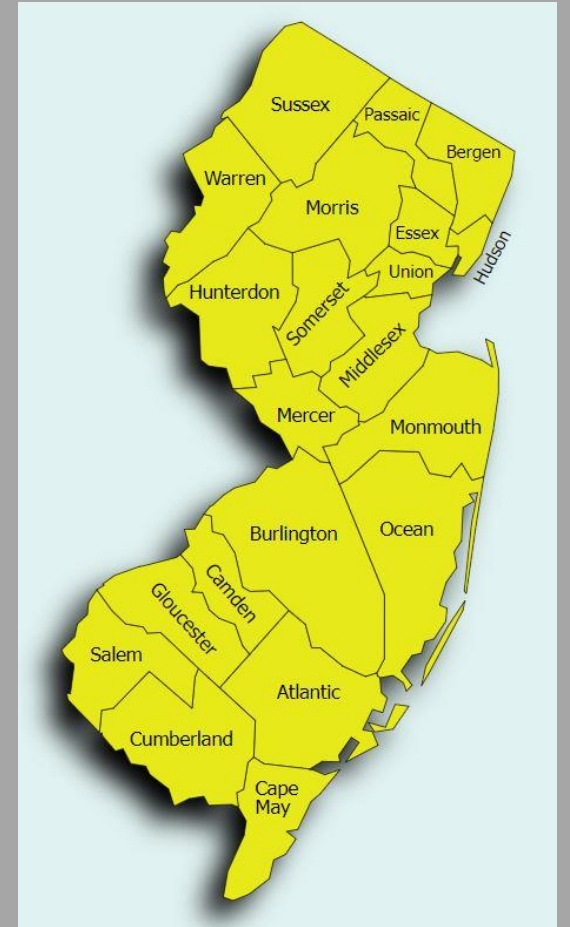 Sussex
Passaic
Bergen
Warren
Morris
Essex
Hudson
Union
Hunterdon
Somerset
Middlesex
Mercer
Monmouth
Burlington
Ocean
Camden
Gloucester
Salem
Atlantic
Cumberland
Cape
May